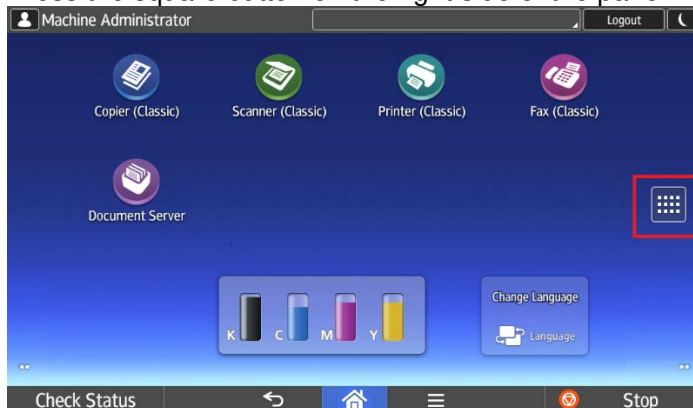 Machine Administrator
Logout
Copier (Classic)
Scanner (Classic)
Printer (Classic)
Fax (Classic)
Document Server
K C M Y
Change Language
Language
Check Status
Stop